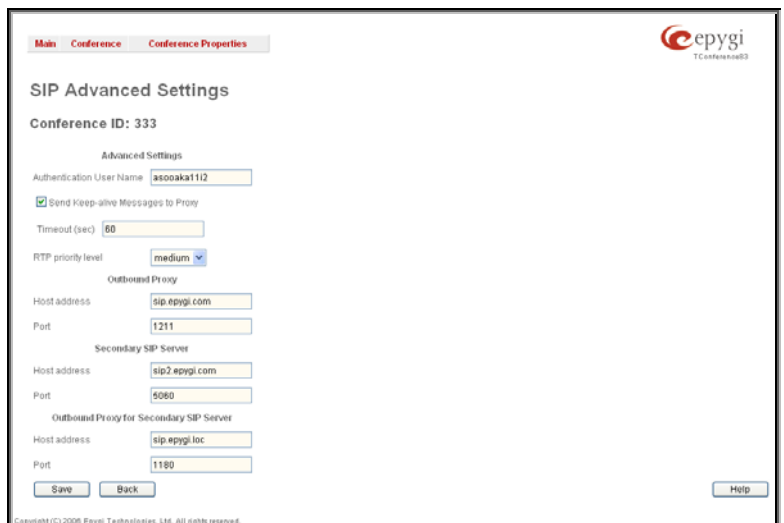 Main Conference Conference Properties
epygi
TConference83
SIP Advanced Settings
Conference ID: 333
Advanced Settings
Authentication User Name asooaka11i2
Send Keep-alive Messages to Proxy
Timeout (sec) 60
RTP priority level medium
Outbound Proxy
Host address sip.epygi.com
Port 1211
Secondary SIP Server
Host address sip2.epygi.com
Port 5060
Outbound Proxy for Secondary SIP Server
Host address sip.epygi.loc
Port 1180
Save Back Help
Copyright (C) 2006 Epygi Technologies, Ltd. All rights reserved.